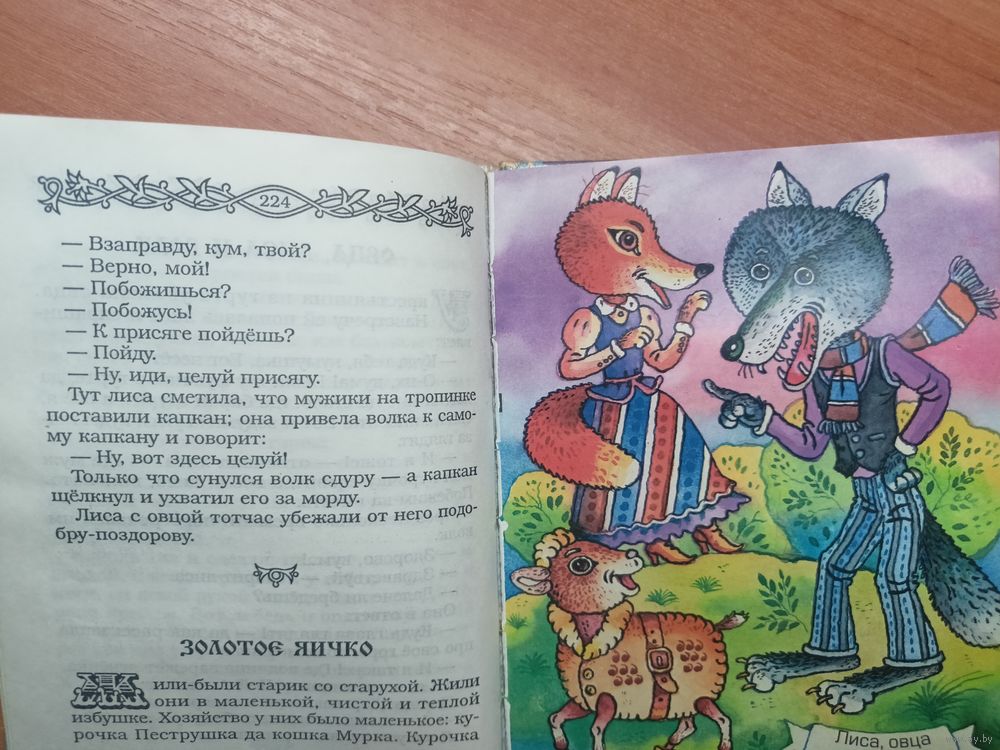 224
— Взаправду, кум, твой?
— Верно, мой!
— Побожишься?
— Побожусь!
— К присяге пойдёшь?
— Пойду.
— Ну, иди, целуй присягу.
Тут лиса сметила, что мужики на тропинке
поставили капкан; она привела волка к само-
му капкану и говорит:
— Ну, вот здесь целуй!
Только что сунулся волк сдуру — а капкан
щёлкнул и ухватил его за морду.
Лиса с овцой тотчас убежали от него подо-
бру-поздорову.
ЗОЛОТОЕ ЯИЧКО
Жили-были старик со старухой. Жили
они в маленькой, чистой и теплой
избушке. Хозяйство у них было маленькое: ку-
рочка Пеструшка да кошка Мурка. Курочка
Лиса, овца